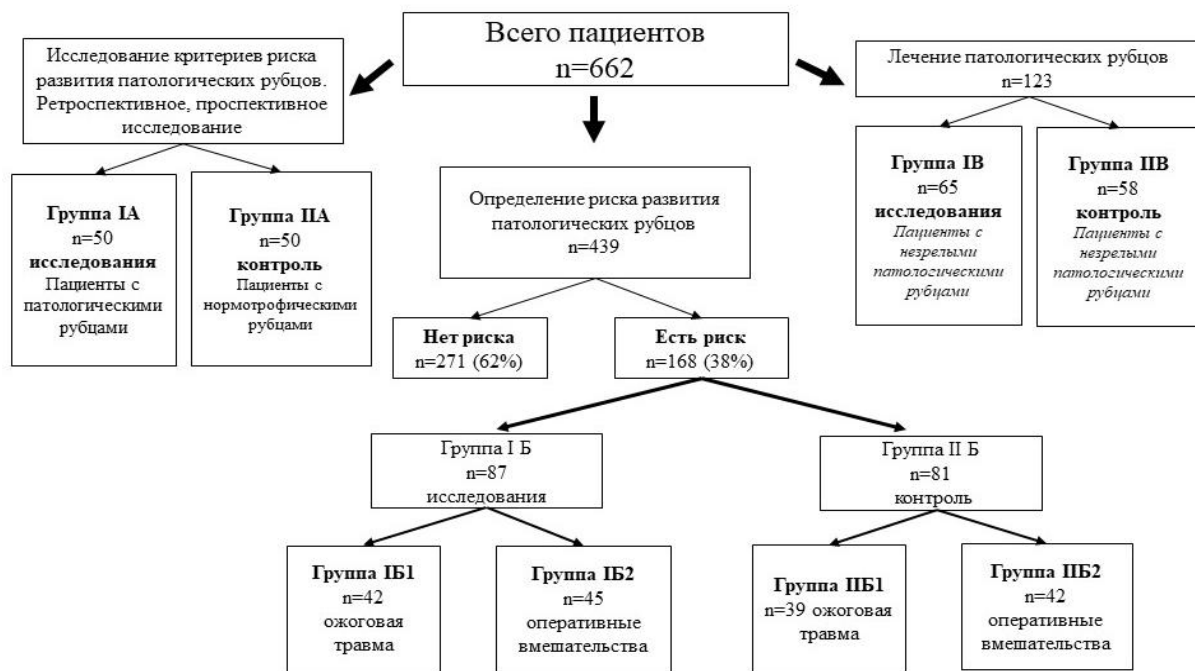 Всего пациентов
n=662
Исследование критериев риска
развития патологических рубцов.
Ретроспективное, проспективное
исследование
Лечение патологических рубцов
n=123
Группа IА
n=50
исследования
Пациенты с
патологическими
рубцами
Группа IIА
n=50
контроль
Пациенты с
нормотрофическими
рубцами
Определение риска развития
патологических рубцов
n=439
Группа IВ
n=65
исследования
Пациенты с
незрелыми
патологическими
рубцами
Группа IIВ
n=58
контроль
Пациенты с
незрелыми
патологическими
рубцами
Нет риска
n=271 (62%)
Есть риск
n=168 (38%)
Группа I Б
n=87
исследования
Группа II Б
n=81
контроль
Группа IБ1
n=42
ожоговая
травма
Группа IБ2
n=45
оперативные
вмешательства
Группа IIБ1
n=39 ожоговая
травма
Группа IIБ2
n=42
оперативные
вмешательства